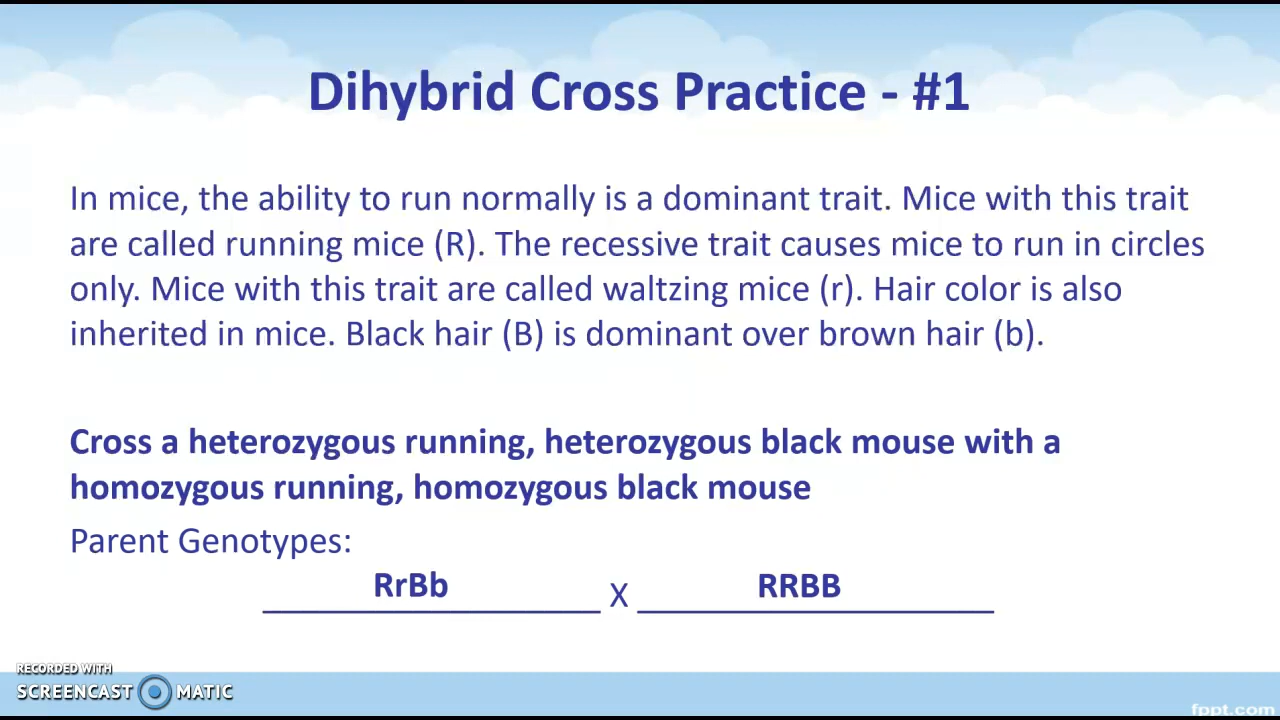 Dihybrid Cross Practice - #1
In mice, the ability to run normally is a dominant trait. Mice with this trait
are called running mice (R). The recessive trait causes mice to run in circles
only. Mice with this trait are called waltzing mice (r). Hair color is also
inherited in mice. Black hair (B) is dominant over brown hair (b).
Cross a heterozygous running, heterozygous black mouse with a
homozygous running, homozygous black mouse
Parent Genotypes:
RrBb X RRBB
RECORDED WITH
SCREENCAST MATIC
fppt.com